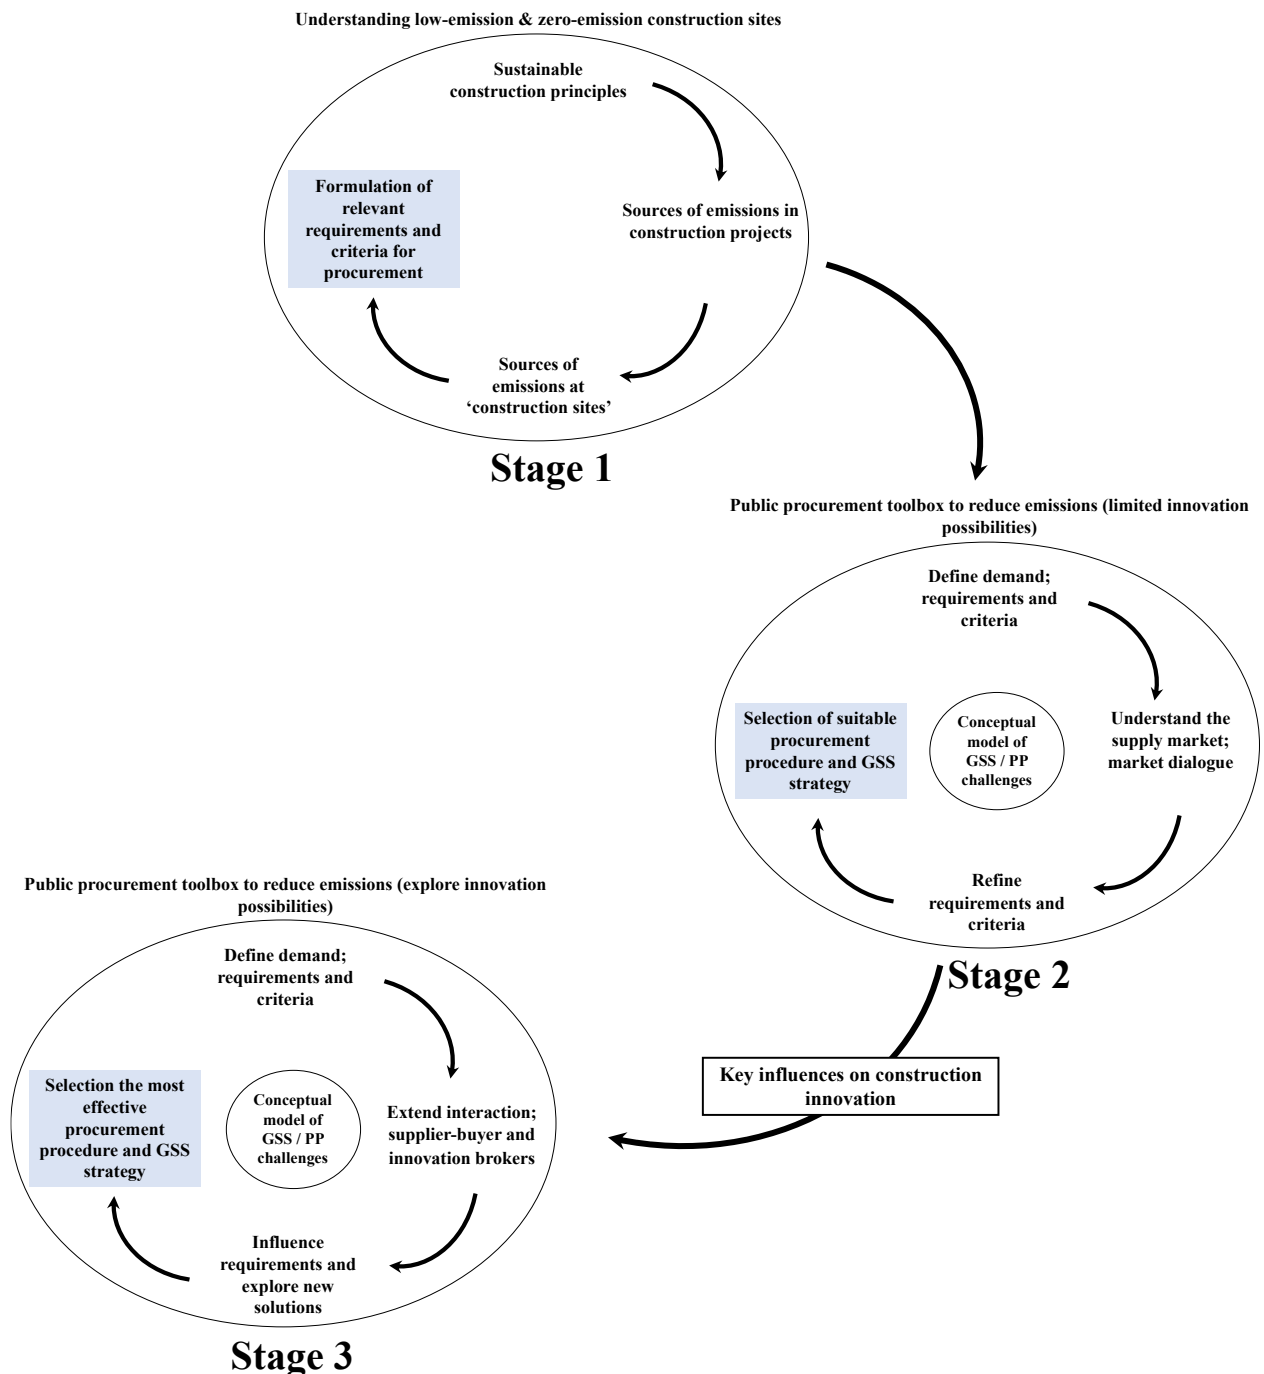 Understanding low-emission & zero-emission construction sites
Sustainable
construction principles
Sources of emissions in
construction projects
Sources of
emissions at
‘construction sites’
Formulation of
relevant
requirements and
criteria for
procurement
Stage 1
Public procurement toolbox to reduce emissions (limited innovation
possibilities)
Define demand;
requirements and
criteria
Understand the
supply market;
market dialogue
Refine
requirements and
criteria
Selection of suitable
procurement
procedure and GSS
strategy
Conceptual
model of
GSS / PP
challenges
Stage 2
Key influences on construction
innovation
Public procurement toolbox to reduce emissions (explore innovation
possibilities)
Define demand;
requirements and
criteria
Extend interaction;
supplier-buyer and
innovation brokers
Influence
requirements and
explore new
solutions
Selection the most
effective
procurement
procedure and GSS
strategy
Conceptual
model of
GSS / PP
challenges
Stage 3